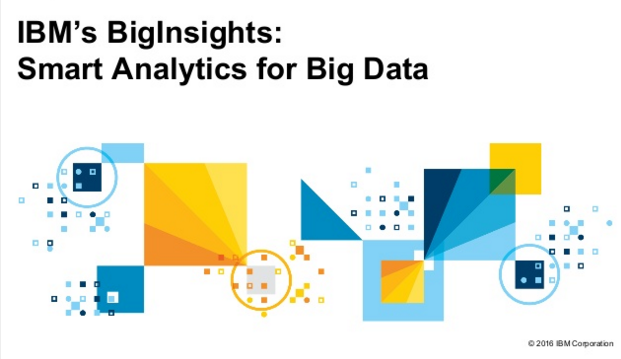 IBM’s BigInsights:
Smart Analytics for Big Data
© 2016 IBM Corporation